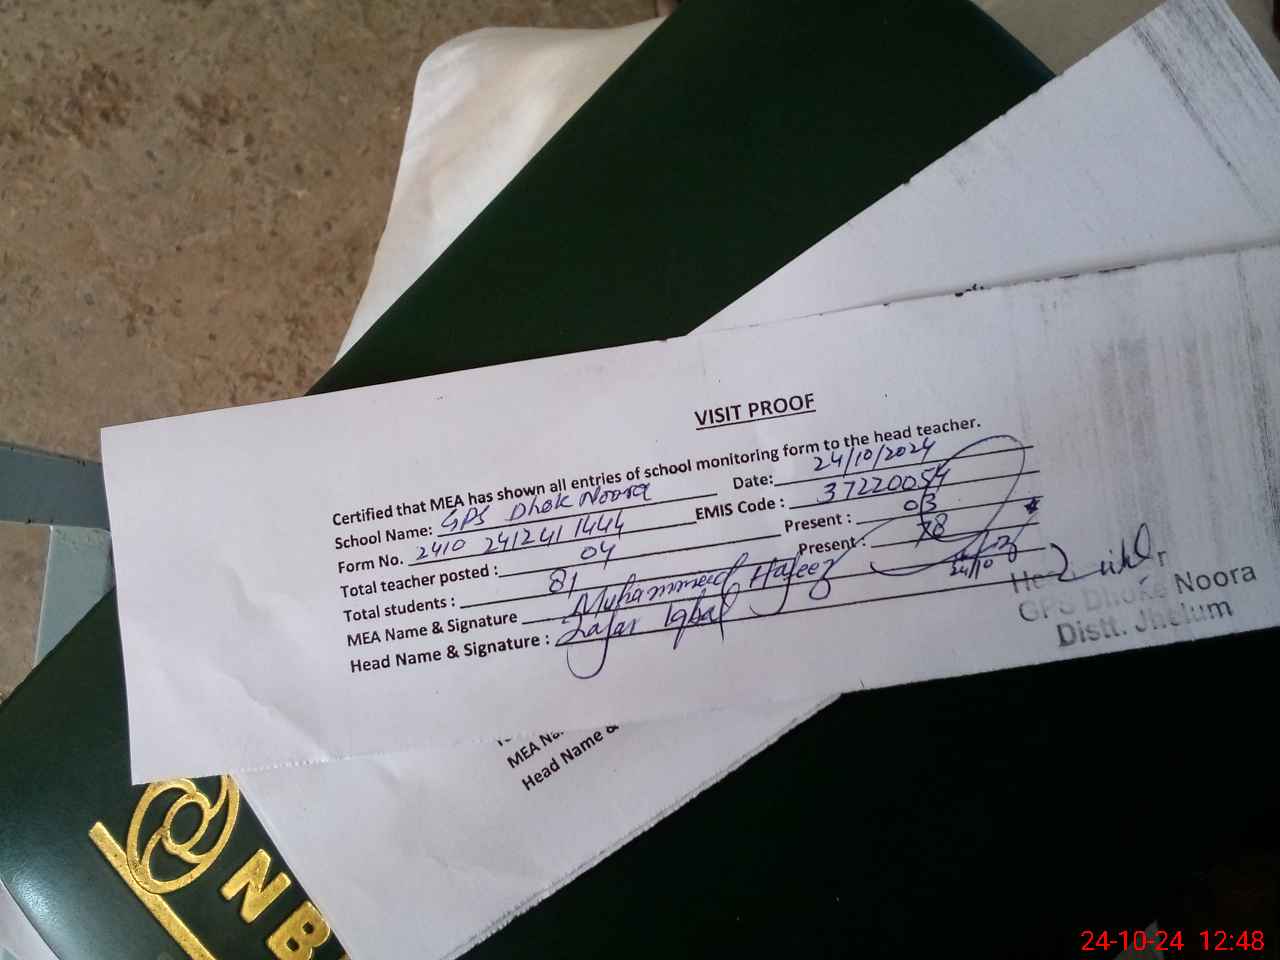 VISIT PROOF
Certified that MEA has shown all entries of school monitoring form to the head teacher.
School Name: GPS Dhok Noora Date: 24/10/2024
Form No. 2410 2412411444 EMIS Code : 37220054
Total teacher posted : 04 Present : 03
Total students : 81 Present : 78
MEA Name & Signature Muhammad Hafeez 24/10
Head Name & Signature : Zafar Iqbal
GPS Dhoke Noora
Distt. Jhelum
MEA Na
Head Name &
NB
24-10-24 12:48